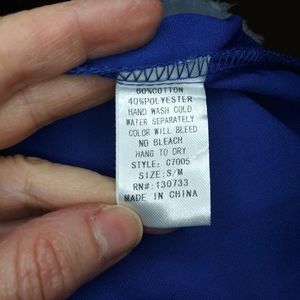 60%COTTON
40%POLYESTER
HAND WASH COLD
WATER SEPARATELY
COLOR WILL BLEED
NO BLEACH
HANG TO DRY
STYLE: C7005
SIZE: S/M
RN#: 130733
MADE IN CHINA